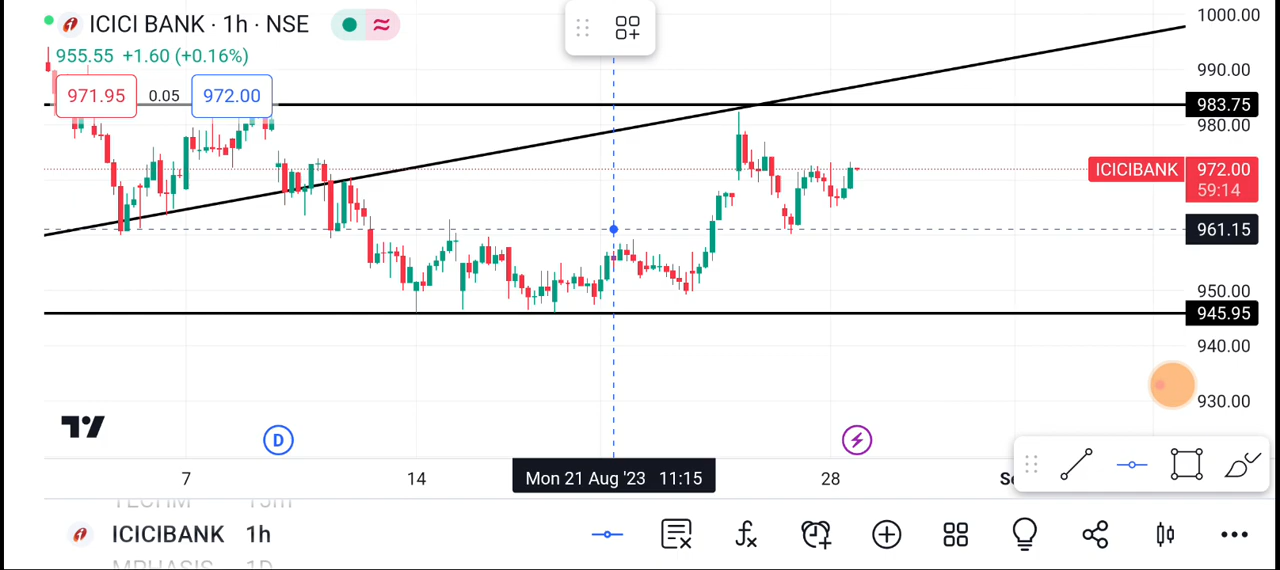 ICICI BANK · 1h · NSE
955.55 +1.60 (+0.16%)
971.95 0.05 972.00
1000.00
990.00
983.75
980.00
ICICIBANK 972.00
59:14
961.15
950.00
945.95
940.00
930.00
D
7 14 Mon 21 Aug '23 11:15 28
TECHM 15m
ICICIBANK 1h
MPHASIS 1D